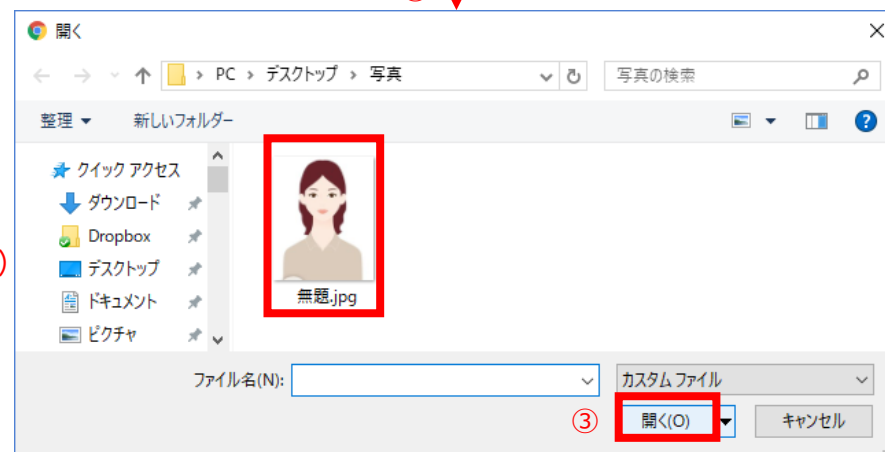 開く
PC › デスクトップ › 写真
写真の検索
整理
新しいフォルダー
クイック アクセス
ダウンロード
Dropbox
デスクトップ
ドキュメント
ピクチャ
無題.jpg
ファイル名(N):
カスタム ファイル
③
開く(O)
キャンセル